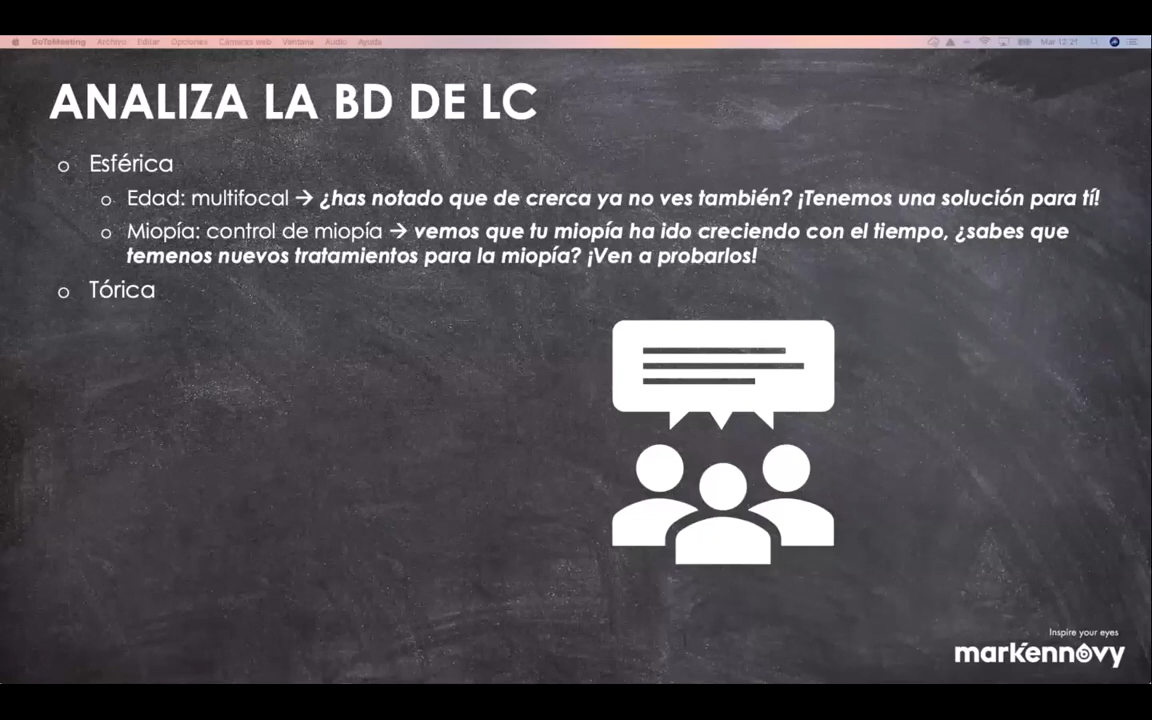 GoToMeeting Archivo Editar Opciones Cámaras web Ventana Audio Ayuda Mar 12:21
ANALIZA LA BD DE LC
o Esférica
o Edad: multifocal → ¿has notado que de crerca ya no ves también? ¡Tenemos una solución para tí!
o Miopía: control de miopía → vemos que tu miopía ha ido creciendo con el tiempo, ¿sabes que
temenos nuevos tratamientos para la miopía? ¡Ven a probarlos!
o Tórica
Inspire your eyes
markennovy